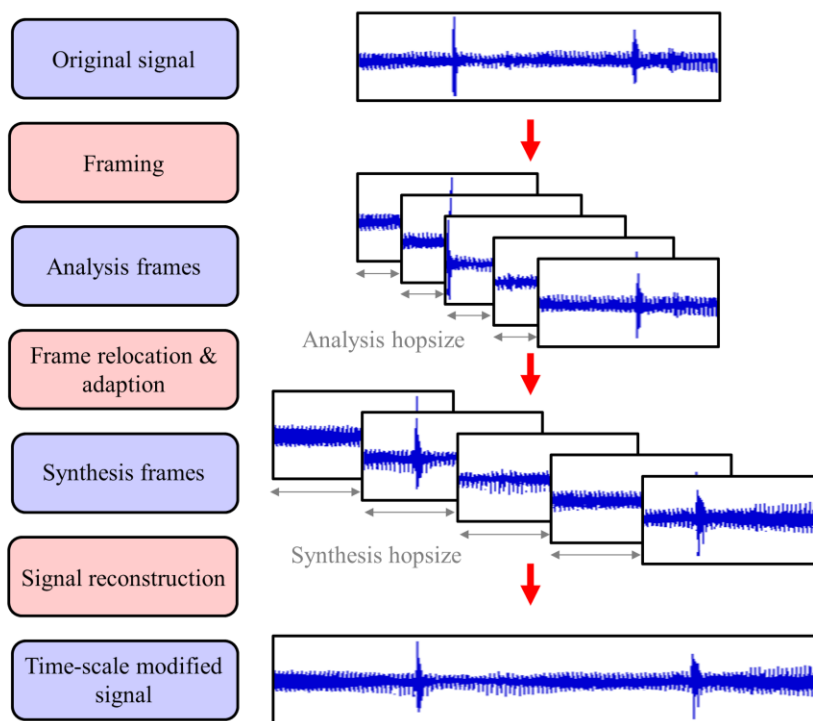 Original signal
Framing
Analysis frames
Analysis hopsize
Frame relocation &
adaption
Synthesis frames
Synthesis hopsize
Signal reconstruction
Time-scale modified
signal